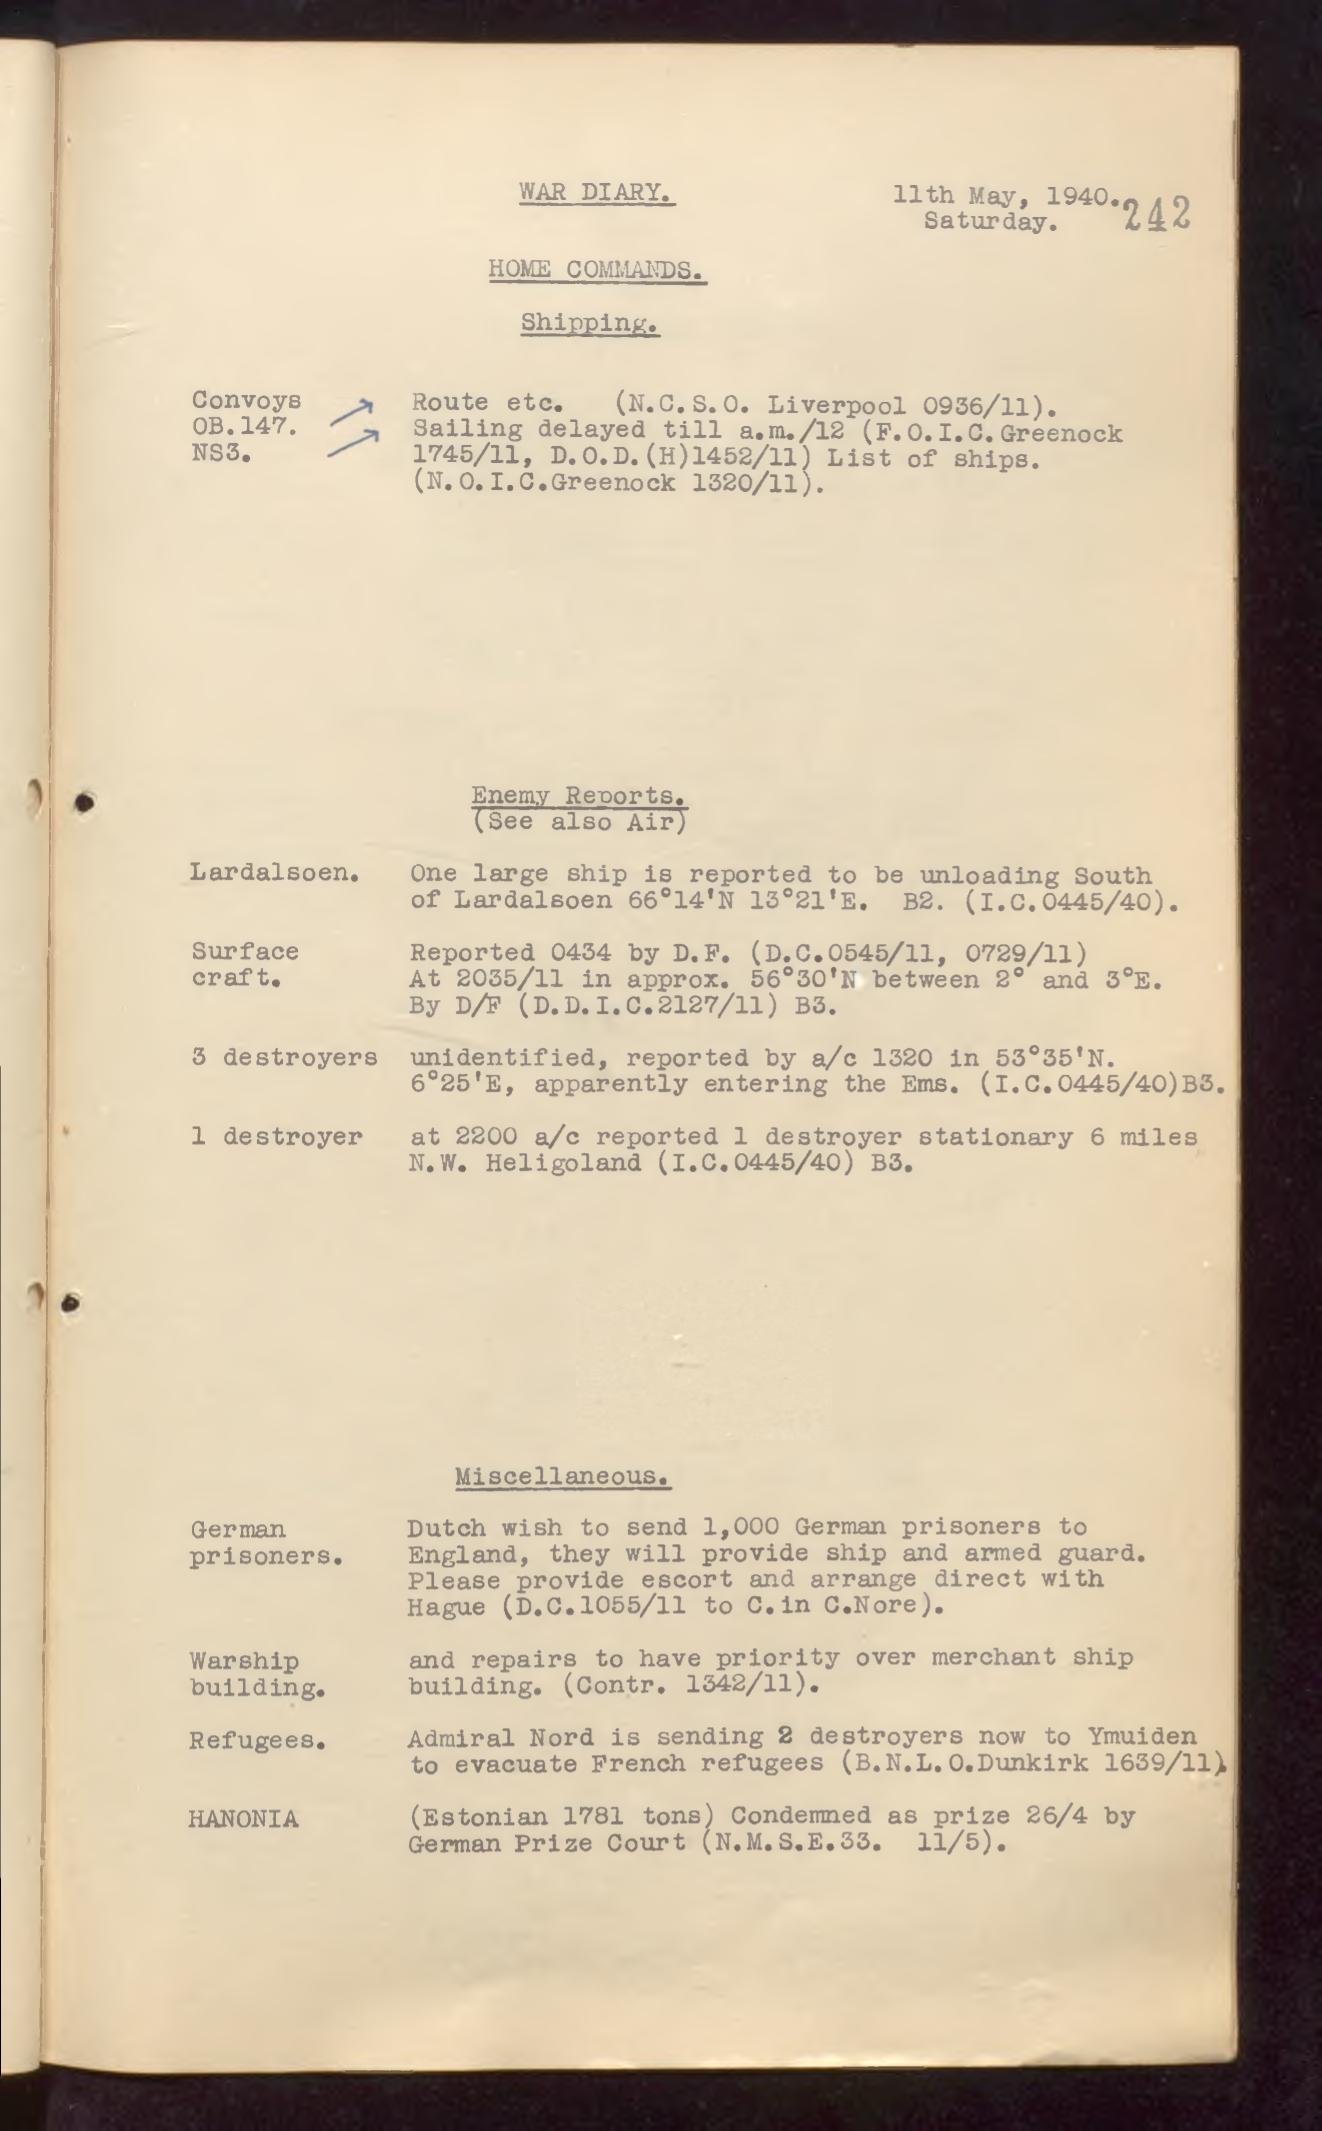 WAR DIARY.
11th May, 1940.
Saturday.
242
HOME COMMANDS.
Shipping.
Convoys
OB.147. Route etc. (N.C.S.O. Liverpool 0936/11).
NS3. Sailing delayed till a.m./12 (F.O.I.C.Greenock
1745/11, D.O.D.(H)1452/11) List of ships.
(N.O.I.C.Greenock 1320/11).
Enemy Reports.
(See also Air)
Lardalsoen. One large ship is reported to be unloading South
of Lardalsoen 66°14'N 13°21'E. B2. (I.C.0445/40).
Surface Reported 0434 by D.F. (D.C.0545/11, 0729/11)
craft. At 2035/11 in approx. 56°30'N between 2° and 3°E.
By D/F (D.D.I.C.2127/11) B3.
3 destroyers unidentified, reported by a/c 1320 in 53°35'N.
6°25'E, apparently entering the Ems. (I.C.0445/40)B3.
1 destroyer at 2200 a/c reported 1 destroyer stationary 6 miles
N.W. Heligoland (I.C.0445/40) B3.
Miscellaneous.
German Dutch wish to send 1,000 German prisoners to
prisoners. England, they will provide ship and armed guard.
Please provide escort and arrange direct with
Hague (D.C.1055/11 to C.in C.Nore).
Warship and repairs to have priority over merchant ship
building. building. (Contr. 1342/11).
Refugees. Admiral Nord is sending 2 destroyers now to Ymuiden
to evacuate French refugees (B.N.L.O.Dunkirk 1639/11).
HANONIA (Estonian 1781 tons) Condemned as prize 26/4 by
German Prize Court (N.M.S.E.33. 11/5).